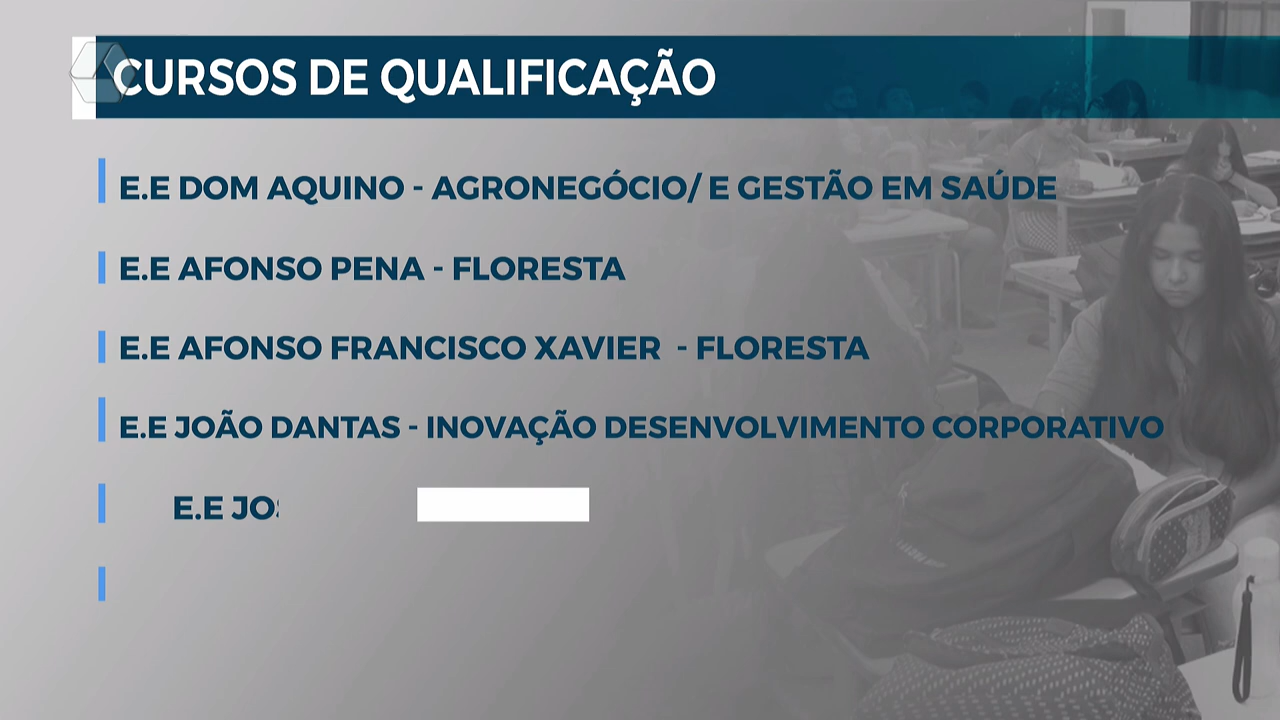 CURSOS DE QUALIFICAÇÃO
E.E DOM AQUINO - AGRONEGÓCIO/ E GESTÃO EM SAÚDE
E.E AFONSO PENA - FLORESTA
E.E AFONSO FRANCISCO XAVIER - FLORESTA
E.E JOÃO DANTAS - INOVAÇÃO DESENVOLVIMENTO CORPORATIVO
E.E